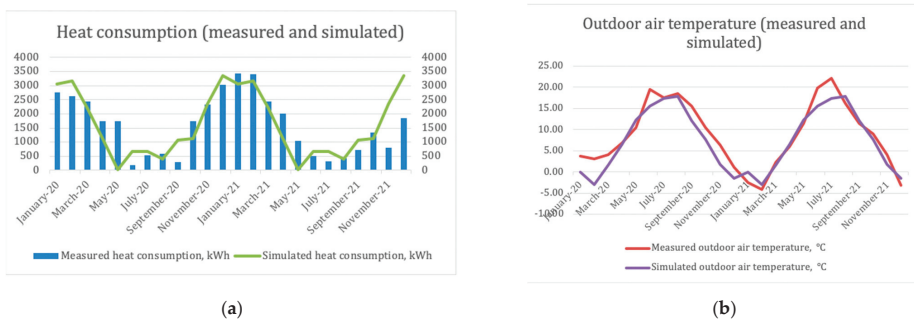 Heat consumption (measured and simulated)
4000
3500
3000
2500
2000
1500
1000
500
0
4000
3500
3000
2500
2000
1500
1000
500
0
January-20
March-20
May-20
July-20
September-20
November-20
January-21
March-21
May-21
July-21
September-21
November-21
Measured heat consumption, kWh
Simulated heat consumption, kWh
(a)
Outdoor air temperature (measured and
simulated)
25.00
20.00
15.00
10.00
5.00
0.00
-5.00
-10.00
January-20
March-20
May-20
July-20
September-20
November-20
January-21
March-21
May-21
July-21
September-21
November-21
Measured outdoor air temperature, °C
Simulated outdoor air temperature, °C
(b)